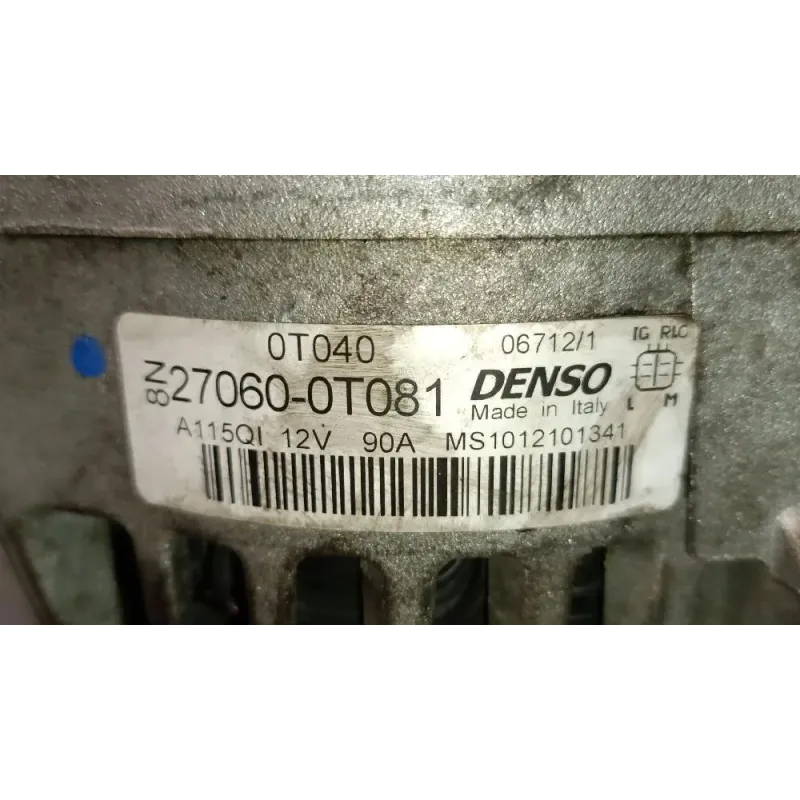 0T040 06712/1 IG RLC
8N 27060-0T081 DENSO
Made in Italy L M
A115QI 12V 90A MS1012101341